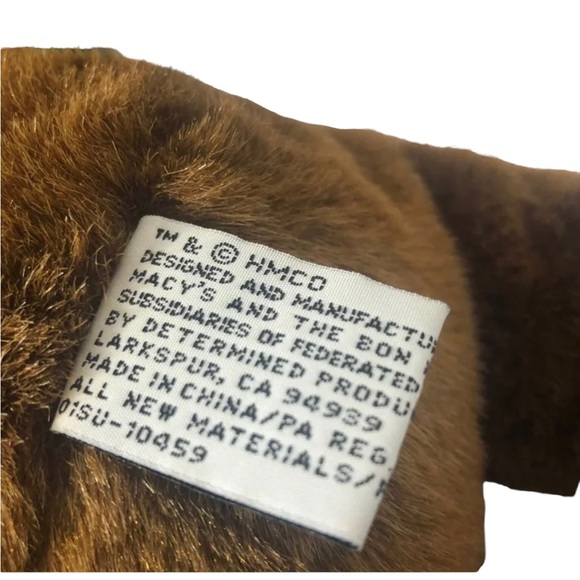 ™ & © HMCO
DESIGNED AND MANUFACTU
MACY'S AND THE BON
SUBSIDIARIES OF FEDERATED
BY DETERMINED PRODU
LARKSPUR, CA 94939
MADE IN CHINA/PA REG.
ALL NEW MATERIALS/
01SU-10459